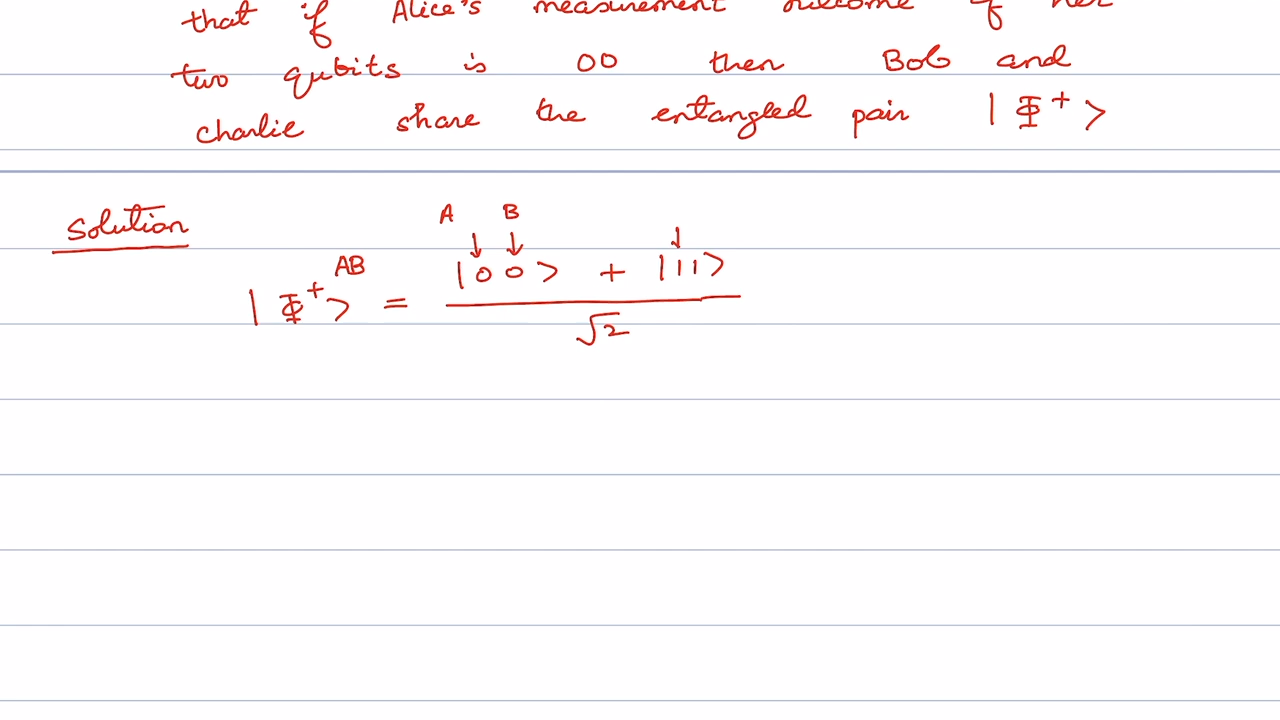 that if Alice's measurement outcome of her
two qubits is 00 then Bob and
charlie share the entangled pair |Φ⁺>
Solution
A B
|Φ⁺>ᴬᴮ = |00> + |11>
√2